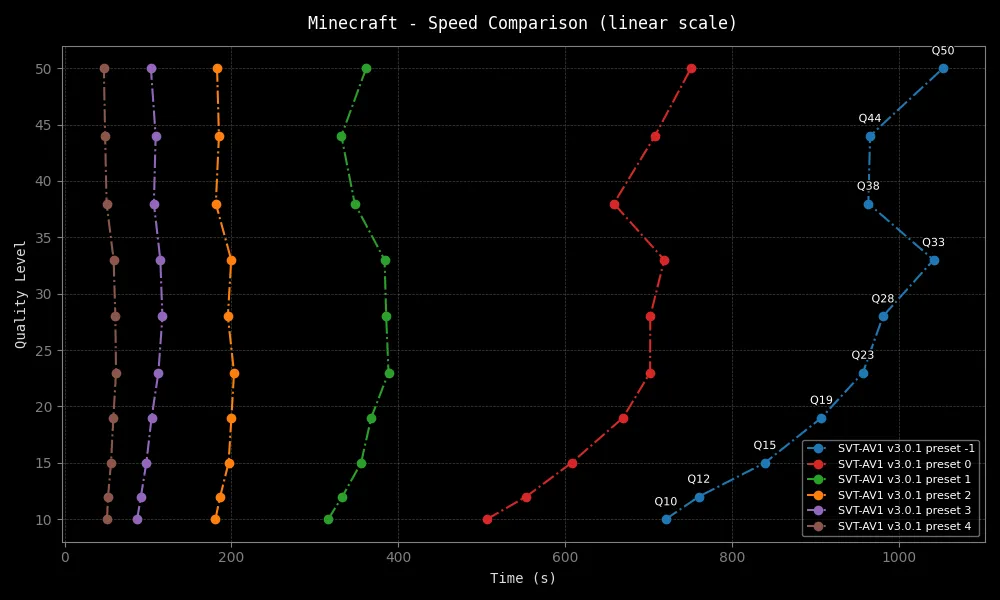 Minecraft - Speed Comparison (linear scale)
Q50
50
45
Q44
40
Q38
35
Q33
30
Q28
25
Q23
20
Q19
15
Q15
Q12
10
Q10
Quality Level
SVT-AV1 v3.0.1 preset -1
SVT-AV1 v3.0.1 preset 0
SVT-AV1 v3.0.1 preset 1
SVT-AV1 v3.0.1 preset 2
SVT-AV1 v3.0.1 preset 3
SVT-AV1 v3.0.1 preset 4
0 200 400 600 800 1000
Time (s)